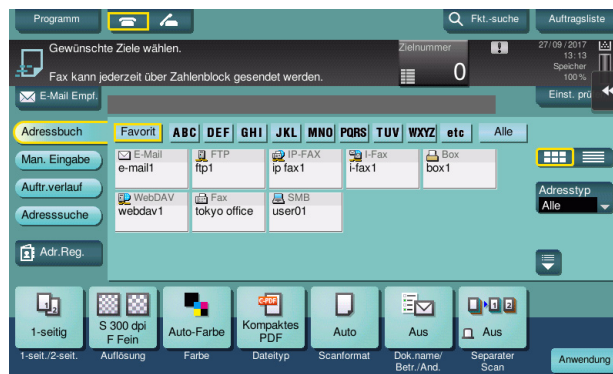 Programm
Fkt.-suche
Auftragsliste
Gewünschte Ziele wählen.
Fax kann jederzeit über Zahlenblock gesendet werden.
Zielnummer
0
27/09/2017
13:13
Speicher
100%
E-Mail Empf.
Einst. prü
Adressbuch
Favorit ABC DEF GHI JKL MNO PQRS TUV WXYZ etc Alle
Man. Eingabe
Auftr.verlauf
Adresssuche
Adr.Reg.
E-Mail
e-mail1
FTP
ftp1
IP-FAX
ip fax1
I-Fax
i-fax1
Box
box1
WebDAV
webdav1
Fax
tokyo office
SMB
user01
Adresstyp
Alle
1-seitig
1-seit./2-seit.
S 300 dpi
F Fein
Auflösung
Auto-Farbe
Farbe
C-PDF
Kompaktes
PDF
Dateityp
Auto
Scanformat
Aus
Dok.name/
Betr./And.
Aus
Separater
Scan
Anwendung